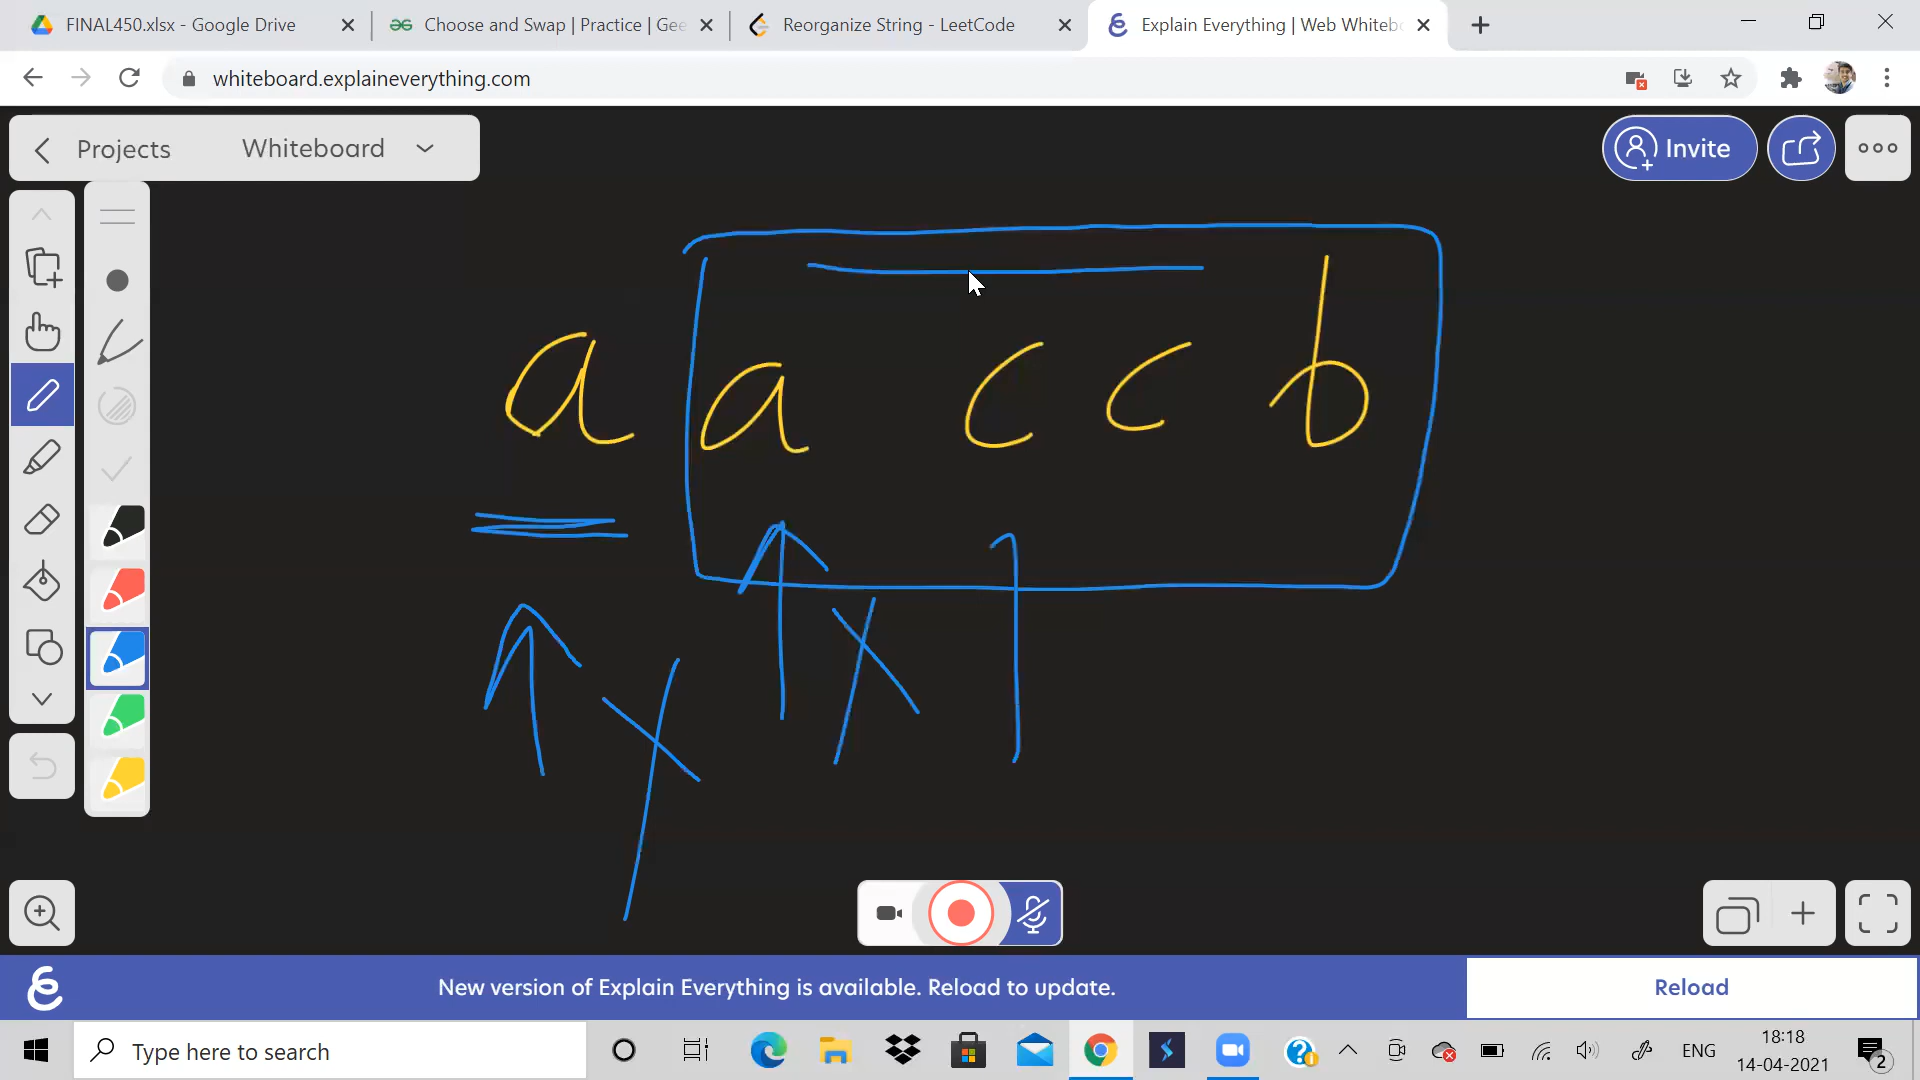 FINAL450.xlsx - Google Drive
Choose and Swap | Practice | Gee
Reorganize String - LeetCode
Explain Everything | Web Whitebo
whiteboard.explaineverything.com
Projects
Whiteboard
Invite
a a c c b
New version of Explain Everything is available. Reload to update.
Reload
Type here to search
ENG
18:18
14-04-2021
2